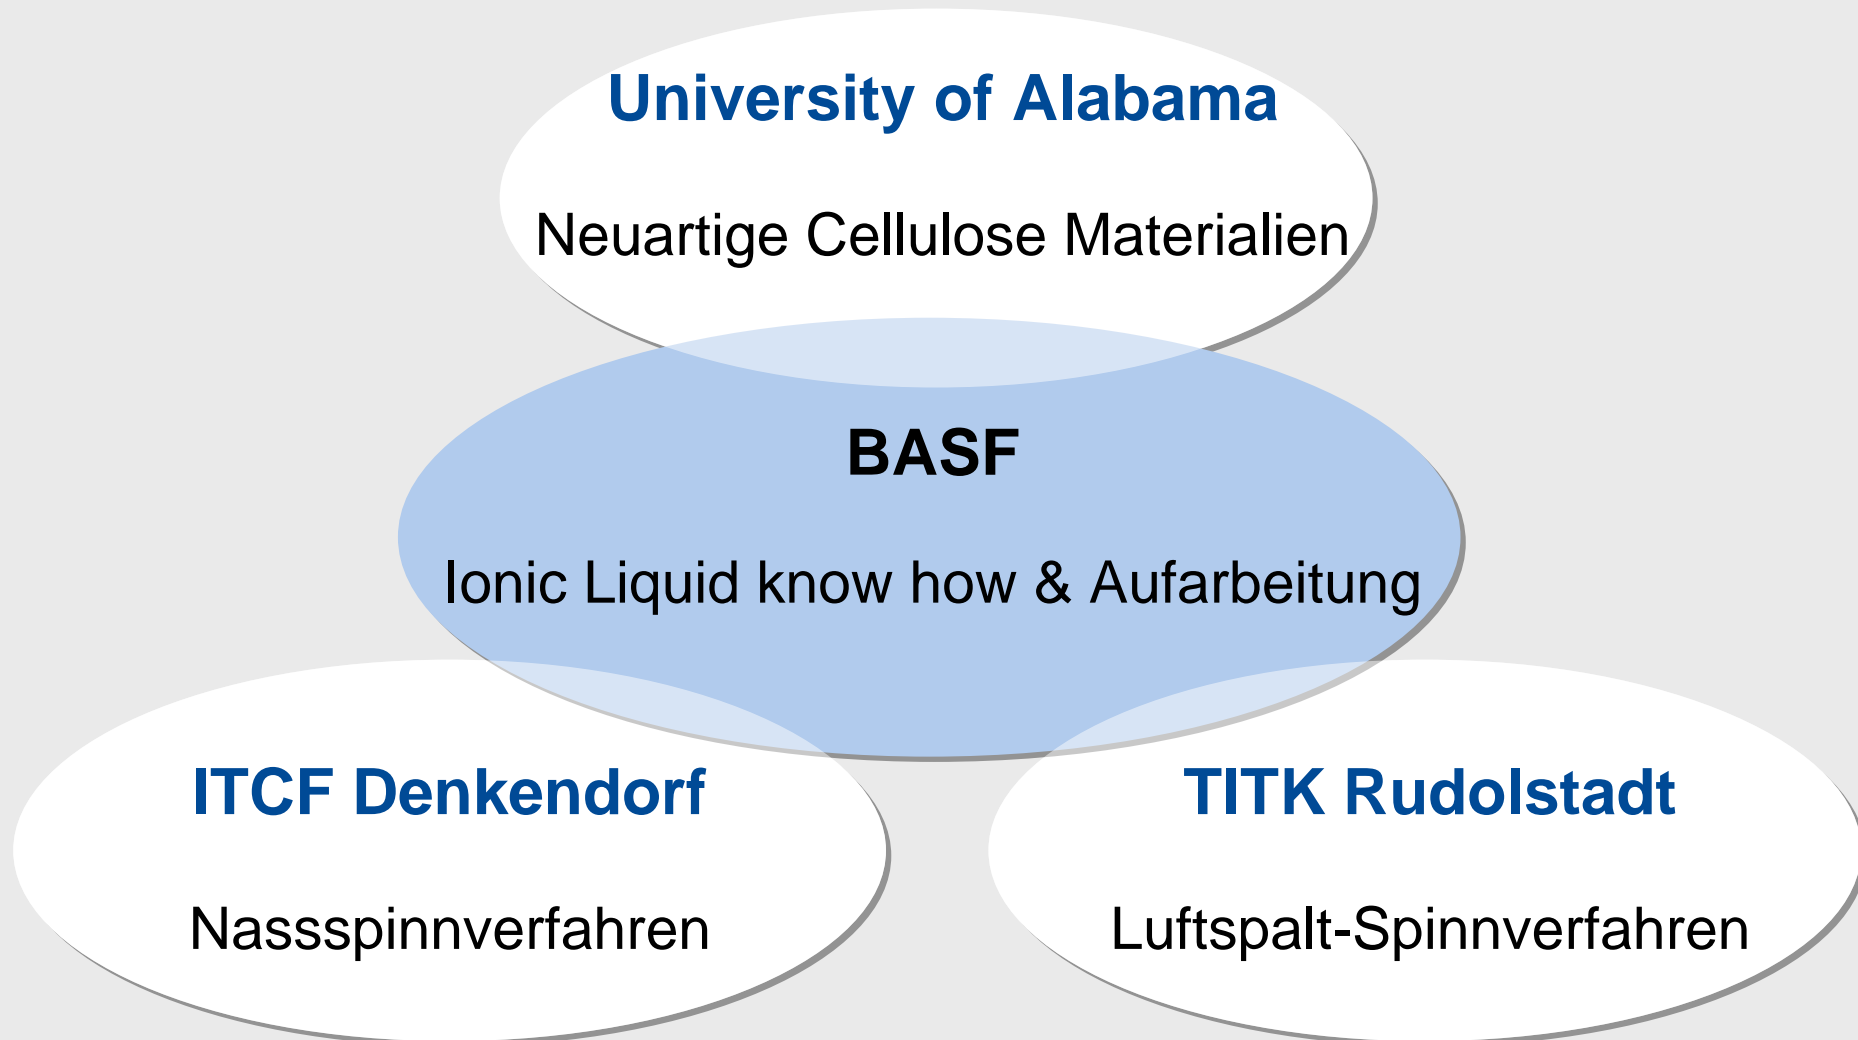 University of Alabama
Neuartige Cellulose Materialien
BASF
Ionic Liquid know how & Aufarbeitung
ITCF Denkendorf
Nassspinnverfahren
TITK Rudolstadt
Luftspalt-Spinnverfahren